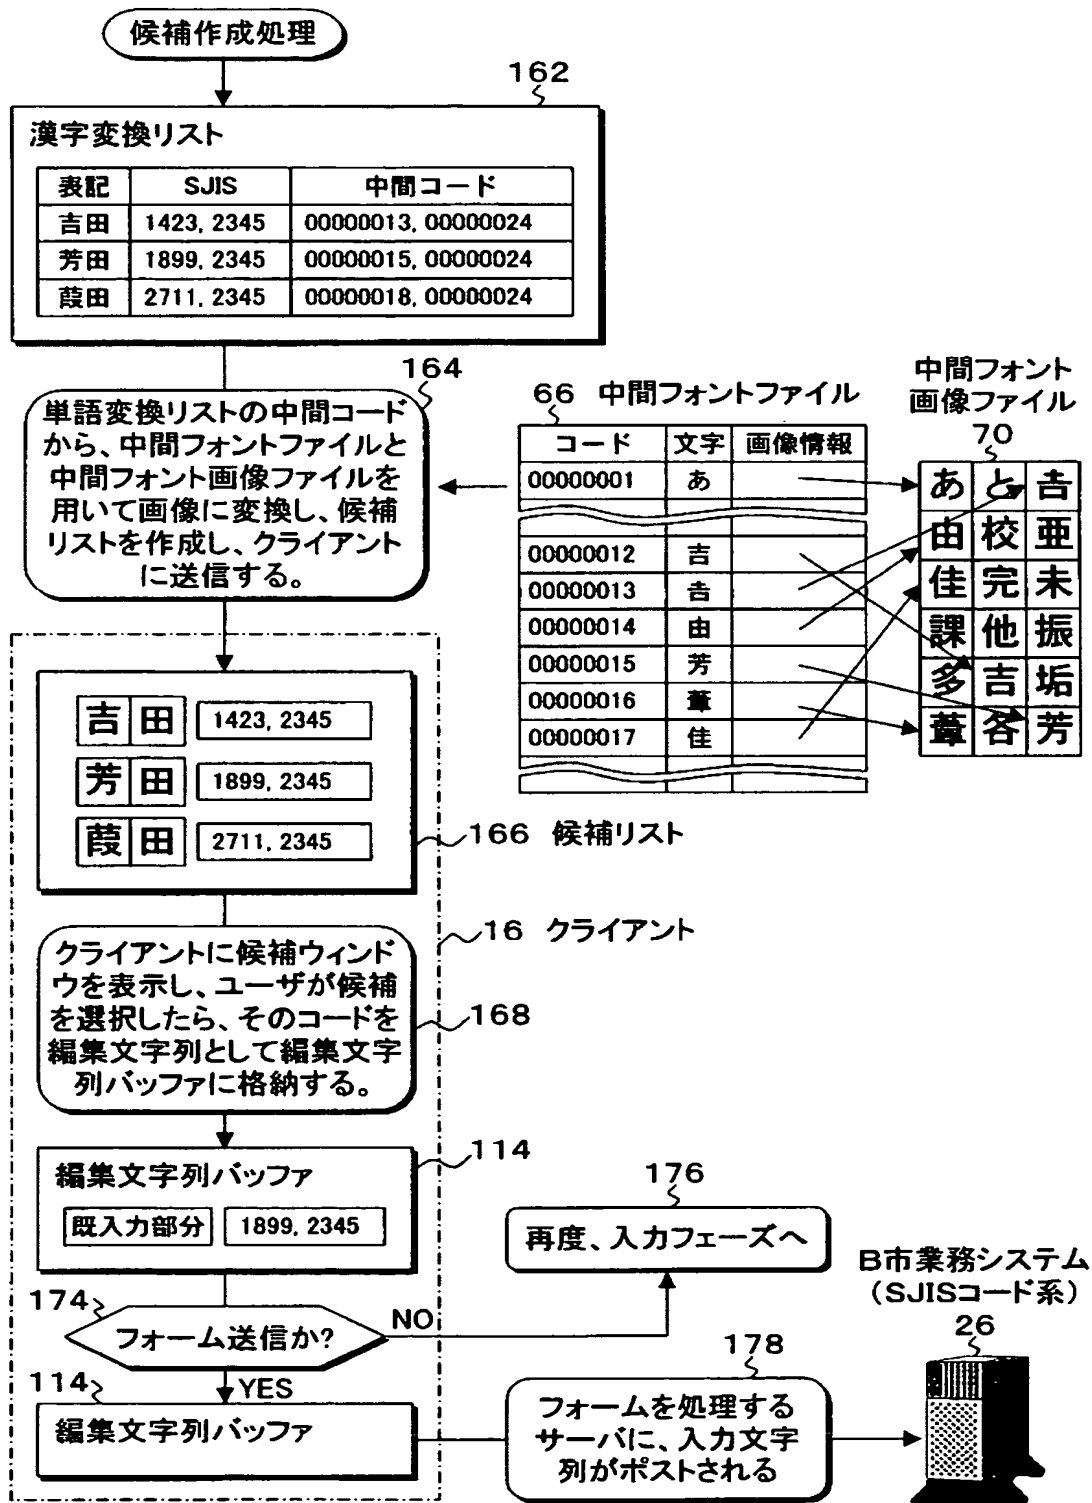 候補作成処理
162
漢字変換リスト
表記 SJIS 中間コード
吉田 1423, 2345 00000013, 00000024
芳田 1899, 2345 00000015, 00000024
葭田 2711, 2345 00000018, 00000024
164
単語変換リストの中間コード
から、中間フォントファイルと
中間フォント画像ファイルを
用いて画像に変換し、候補
リストを作成し、クライアント
に送信する。
66 中間フォントファイル
コード 文字 画像情報
00000001 あ
00000012 吉
00000013 𠮷
00000014 由
00000015 芳
00000016 葦
00000017 佳
中間フォント
画像ファイル
70
あ と 𠮷
由 校 亜
佳 完 未
課 他 振
多 吉 垢
葦 各 芳
吉 田 1423, 2345
芳 田 1899, 2345
葭 田 2711, 2345
166 候補リスト
16 クライアント
クライアントに候補ウィンド
ウを表示し、ユーザが候補
を選択したら、そのコードを
編集文字列として編集文字
列バッファに格納する。
168
114
編集文字列バッファ
既入力部分 1899, 2345
174
フォーム送信か?
NO
YES
176
再度、入力フェーズへ
114
編集文字列バッファ
178
フォームを処理する
サーバに、入力文字
列がポストされる
B市業務システム
(SJISコード系)
26